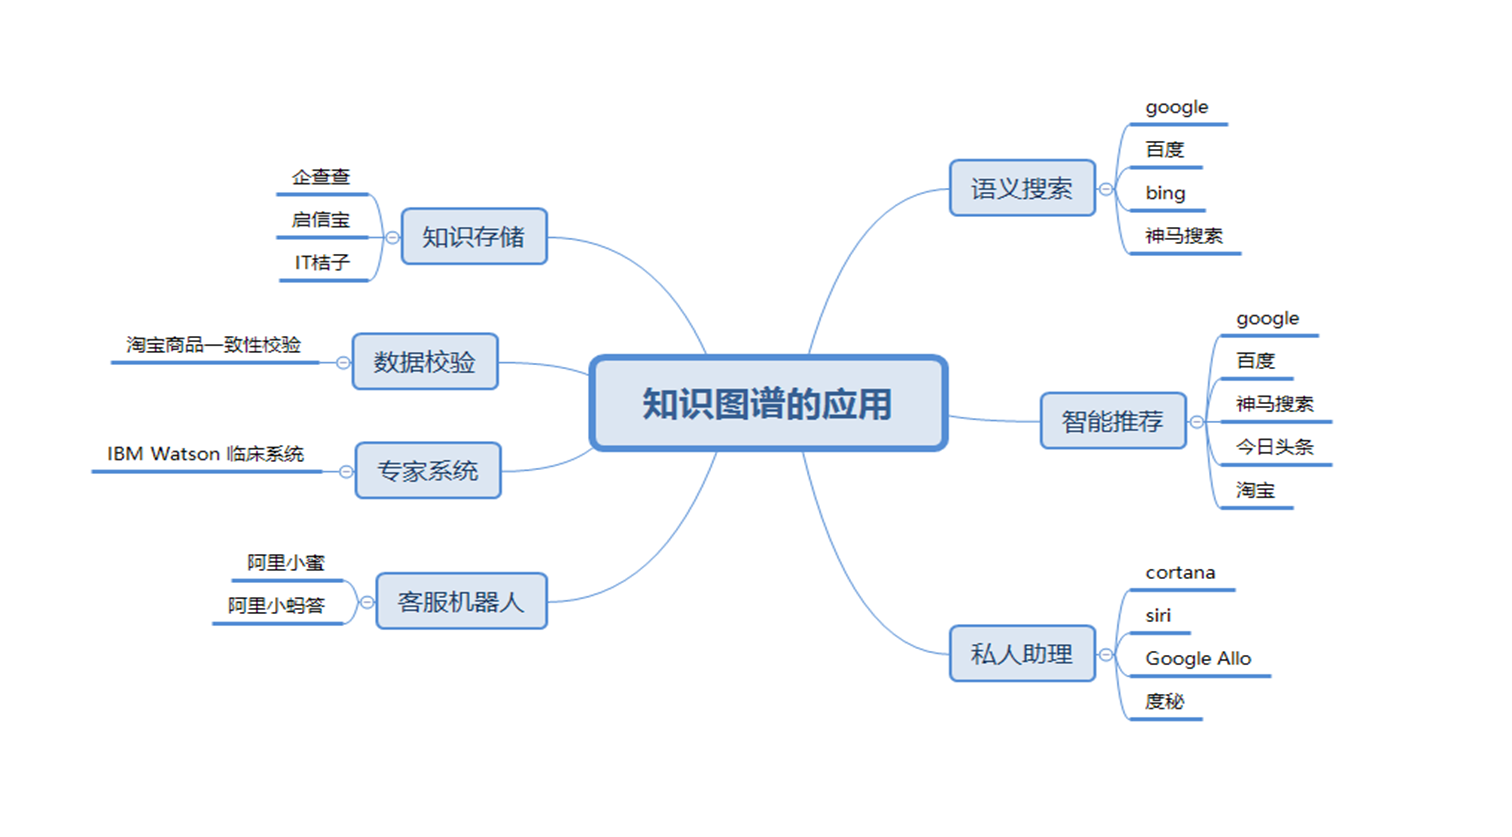 知识图谱的应用
语义搜索
google
百度
bing
神马搜索
智能推荐
google
百度
神马搜索
今日头条
淘宝
私人助理
cortana
siri
Google Allo
度秘
知识存储
企查查
启信宝
IT桔子
数据校验
淘宝商品一致性校验
专家系统
IBM Watson 临床系统
客服机器人
阿里小蜜
阿里小蚂答